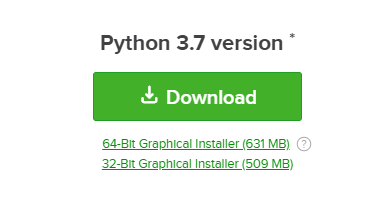 Python 3.7 version *
Download
64-Bit Graphical Installer (631 MB) ?
32-Bit Graphical Installer (509 MB)